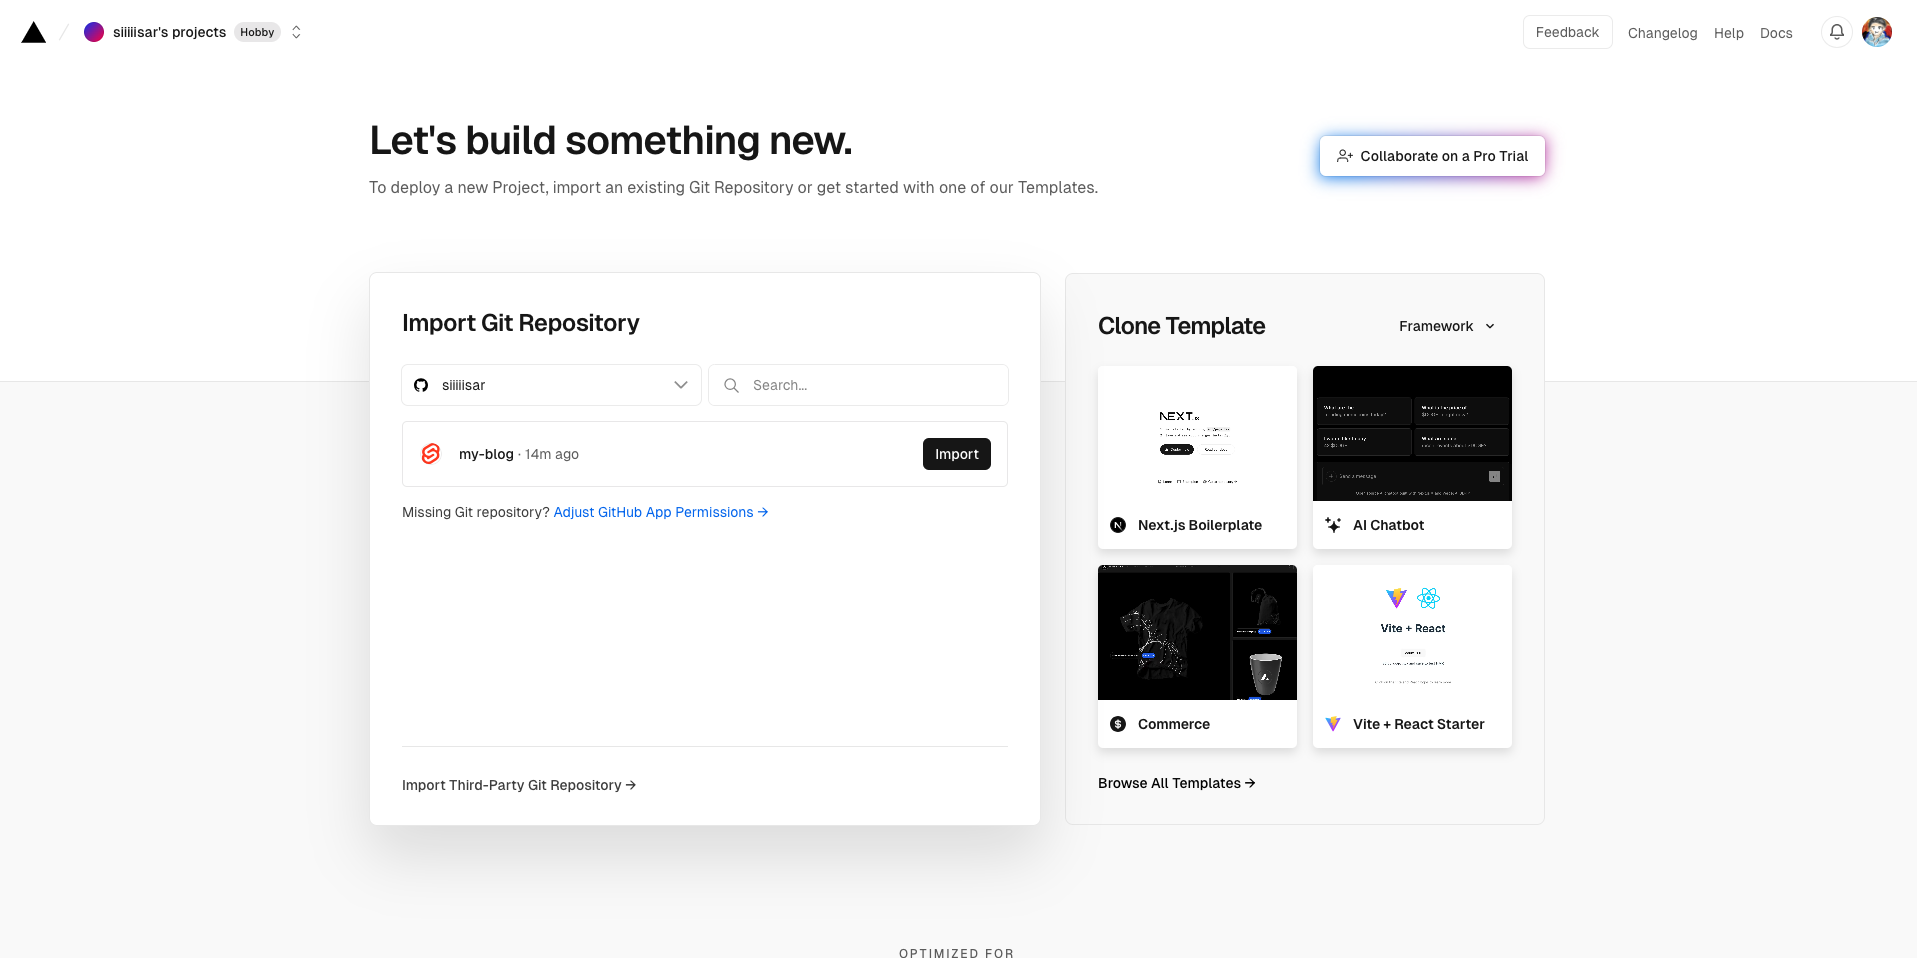 siiiiisar's projects Hobby
Feedback Changelog Help Docs
Let's build something new.
To deploy a new Project, import an existing Git Repository or get started with one of our Templates.
Collaborate on a Pro Trial
Import Git Repository
siiiiisar
Search...
my-blog · 14m ago
Import
Missing Git repository? Adjust GitHub App Permissions →
Import Third-Party Git Repository →
Clone Template
Framework
NEXT.JS
Next.js Boilerplate
Send a message
AI Chatbot
Commerce
Vite + React
Vite + React Starter
Browse All Templates →
OPTIMIZED FOR